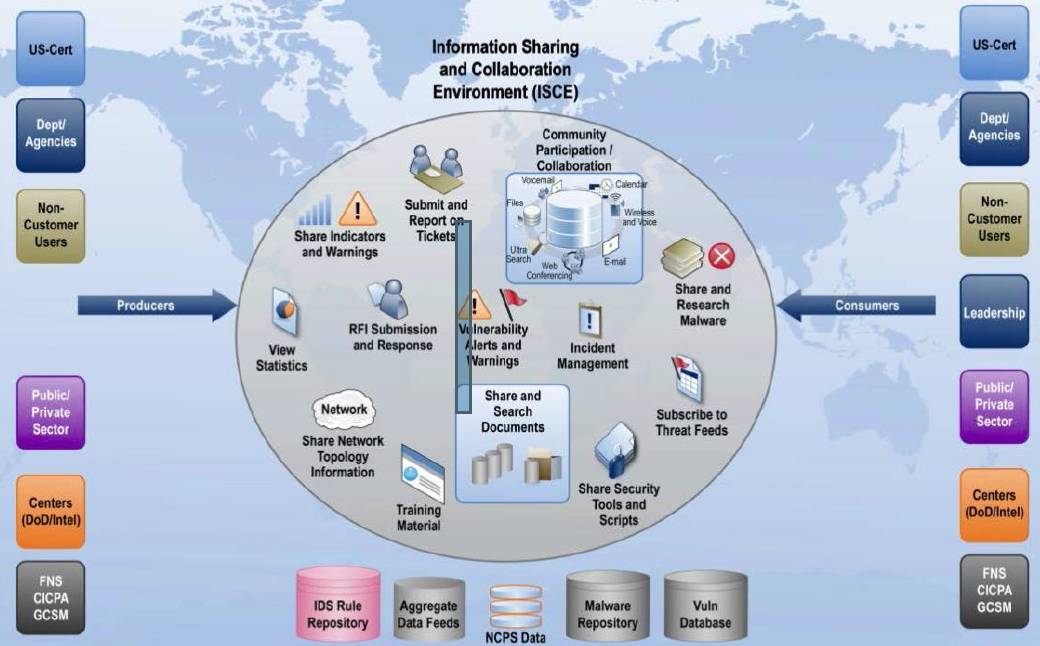 Information Sharing
and Collaboration
Environment (ISCE)
US-Cert
Dept/
Agencies
Non-
Customer
Users
Producers
Public/
Private
Sector
Centers
(DoD/Intel)
FNS
CICPA
GCSM
Submit and
Report on
Tickets
Share Indicators
and Warnings
Community
Participation /
Collaboration
Voicemail
Calendar
Files
Wireless
and Voice
Ultra
Search
Web
Conferencing
E-mail
Share and
Research
Malware
View
Statistics
RFI Submission
and Response
Vulnerability
Alerts and
Warnings
Incident
Management
Subscribe to
Threat Feeds
Network
Share Network
Topology
Information
Share and
Search
Documents
Training
Material
Share Security
Tools and
Scripts
IDS Rule
Repository
Aggregate
Data Feeds
NCPS Data
Malware
Repository
Vuln
Database
US-Cert
Dept/
Agencies
Non-
Customer
Users
Consumers
Leadership
Public/
Private
Sector
Centers
(DoD/Intel)
FNS
CICPA
GCSM